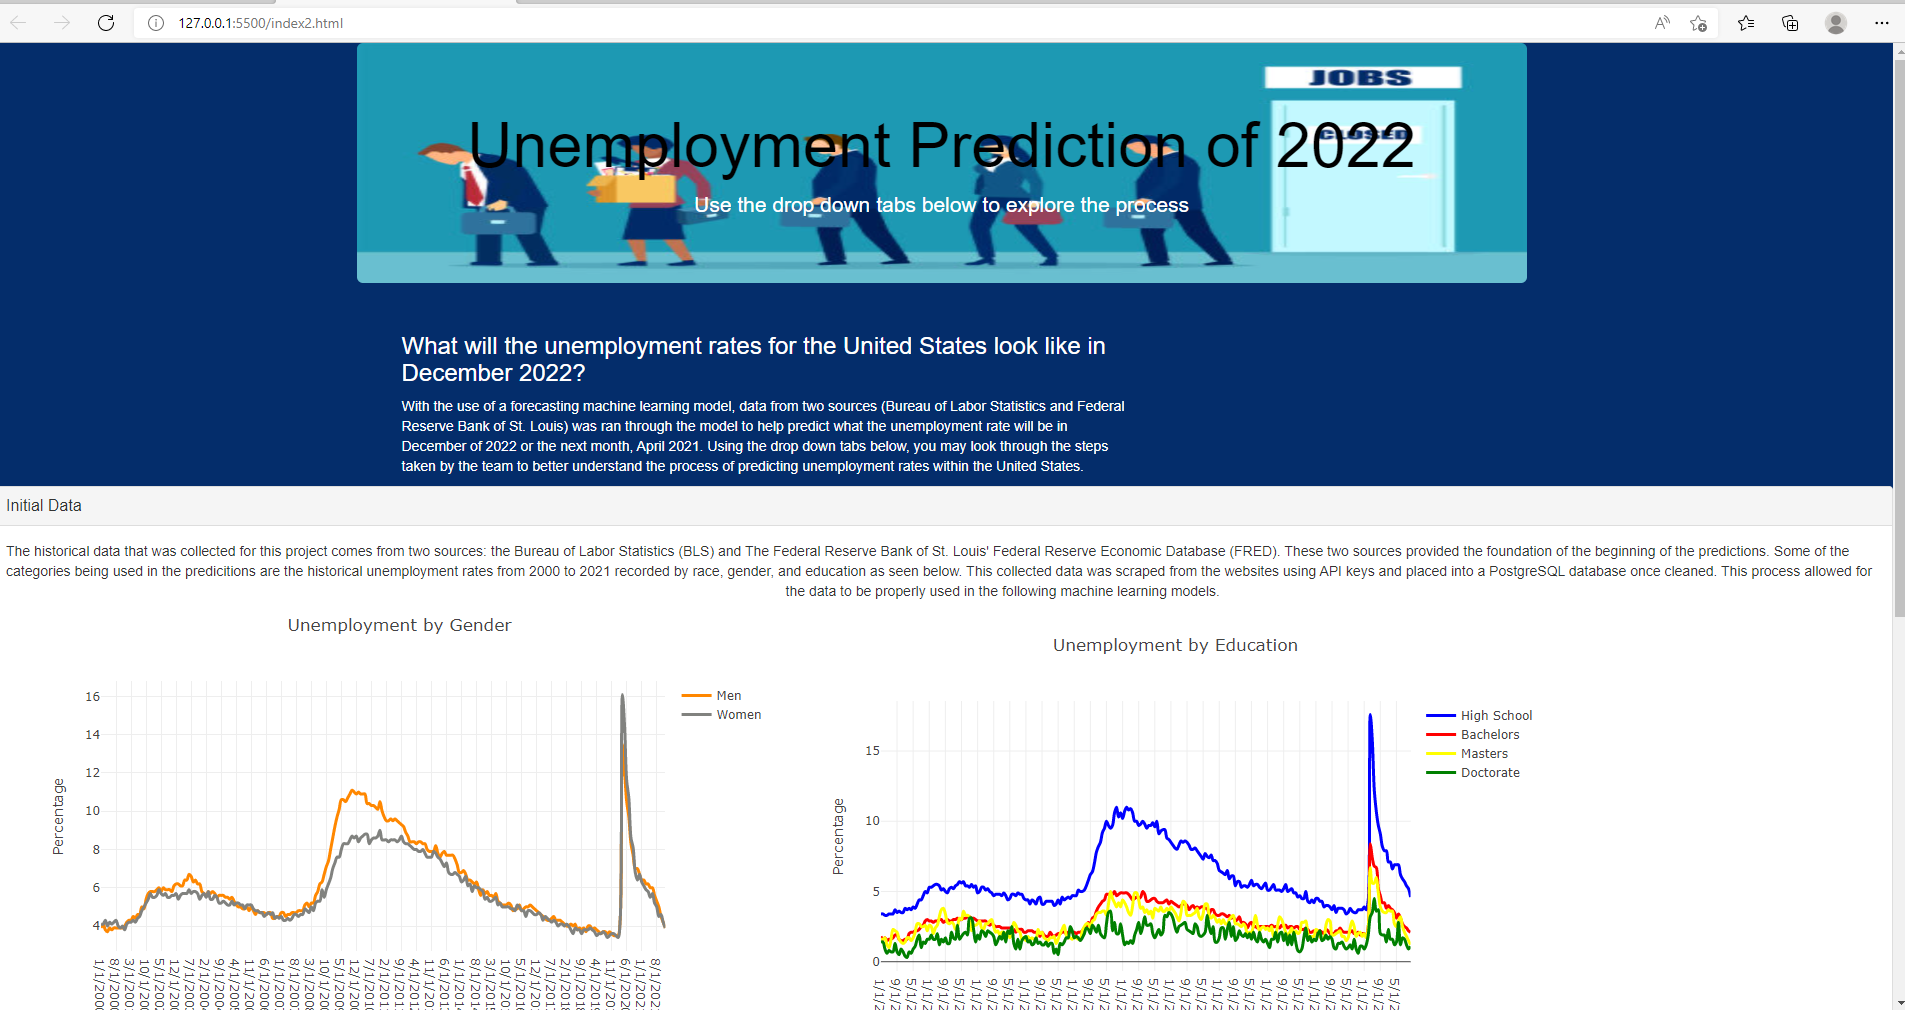 127.0.0.1:5500/index2.html
JOBS
CLOSED
Unemployment Prediction of 2022
Use the drop down tabs below to explore the process
What will the unemployment rates for the United States look like in
December 2022?
With the use of a forecasting machine learning model, data from two sources (Bureau of Labor Statistics and Federal
Reserve Bank of St. Louis) was ran through the model to help predict what the unemployment rate will be in
December of 2022 or the next month, April 2021. Using the drop down tabs below, you may look through the steps
taken by the team to better understand the process of predicting unemployment rates within the United States.
Initial Data
The historical data that was collected for this project comes from two sources: the Bureau of Labor Statistics (BLS) and The Federal Reserve Bank of St. Louis' Federal Reserve Economic Database (FRED). These two sources provided the foundation of the beginning of the predictions. Some of the
categories being used in the predicitions are the historical unemployment rates from 2000 to 2021 recorded by race, gender, and education as seen below. This collected data was scraped from the websites using API keys and placed into a PostgreSQL database once cleaned. This process allowed for
the data to be properly used in the following machine learning models.
Unemployment by Gender
16
14
12
10
8
6
4
Percentage
Men
Women
Unemployment by Education
15
10
5
0
Percentage
High School
Bachelors
Masters
Doctorate